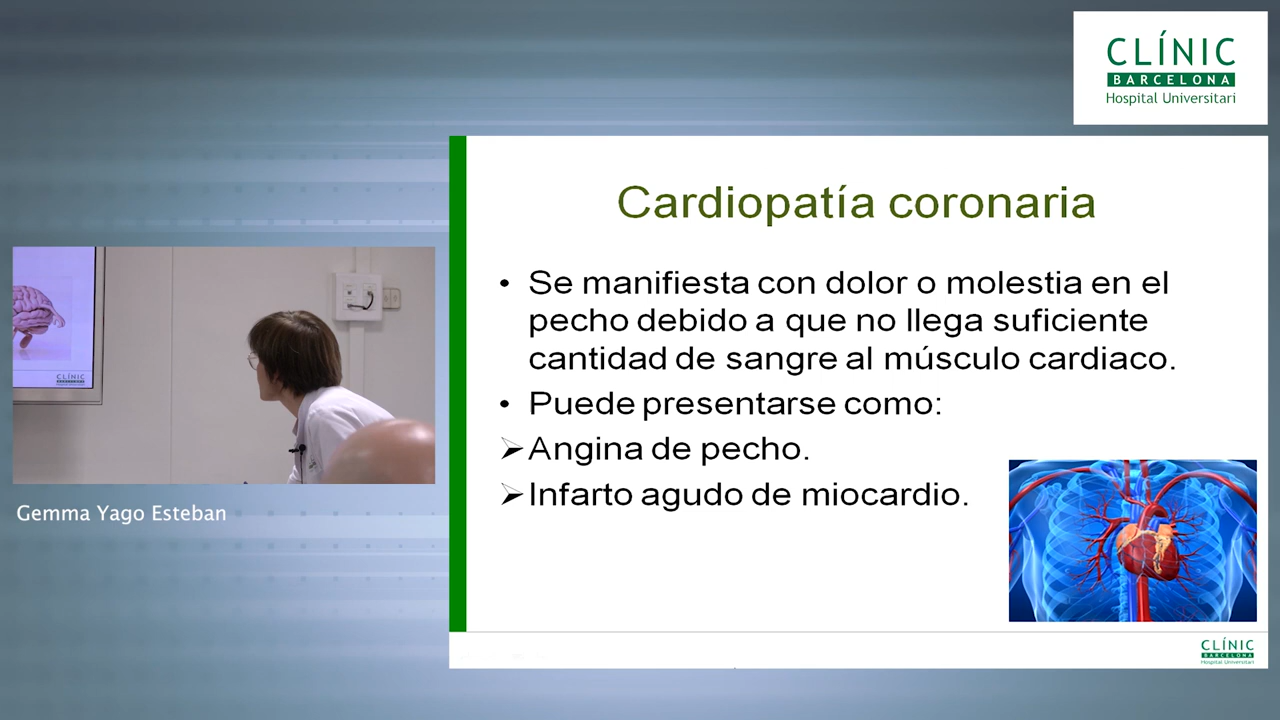 CLÍNIC
BARCELONA
Hospital Universitari
Cardiopatía coronaria
• Se manifiesta con dolor o molestia en el
pecho debido a que no llega suficiente
cantidad de sangre al músculo cardiaco.
• Puede presentarse como:
➢ Angina de pecho.
➢ Infarto agudo de miocardio.
CLÍNIC
Gemma Yago Esteban
CLÍNIC
BARCELONA
Hospital Universitari